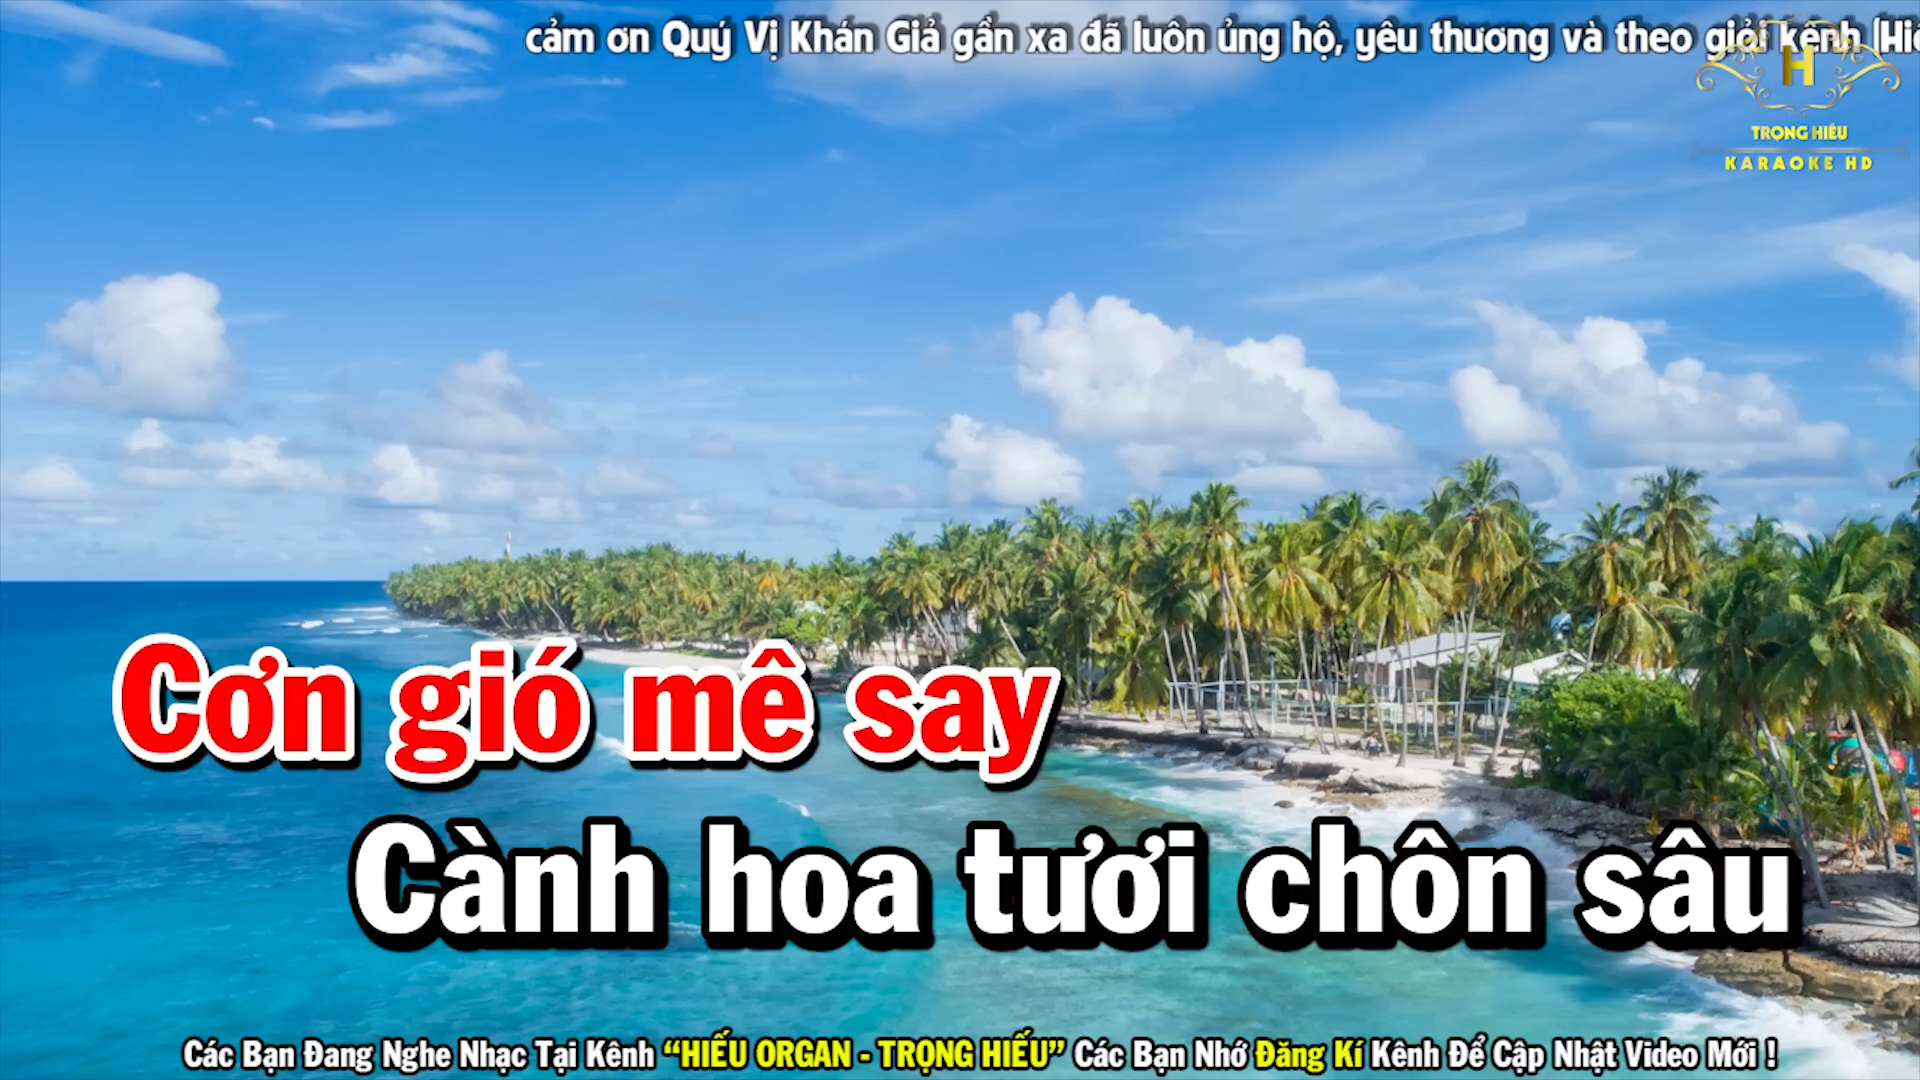 cảm ơn Quý Vị Khán Giả gần xa đã luôn ủng hộ, yêu thương và theo giỏi kênh
H
TRỌNG HIẾU
KARAOKE HD
Cơn gió mê say
Cành hoa tươi chôn sâu
Các Bạn Đang Nghe Nhạc Tại Kênh “HIẾU ORGAN - TRỌNG HIẾU” Các Bạn Nhớ Đăng Kí Kênh Để Cập Nhật Video Mới !